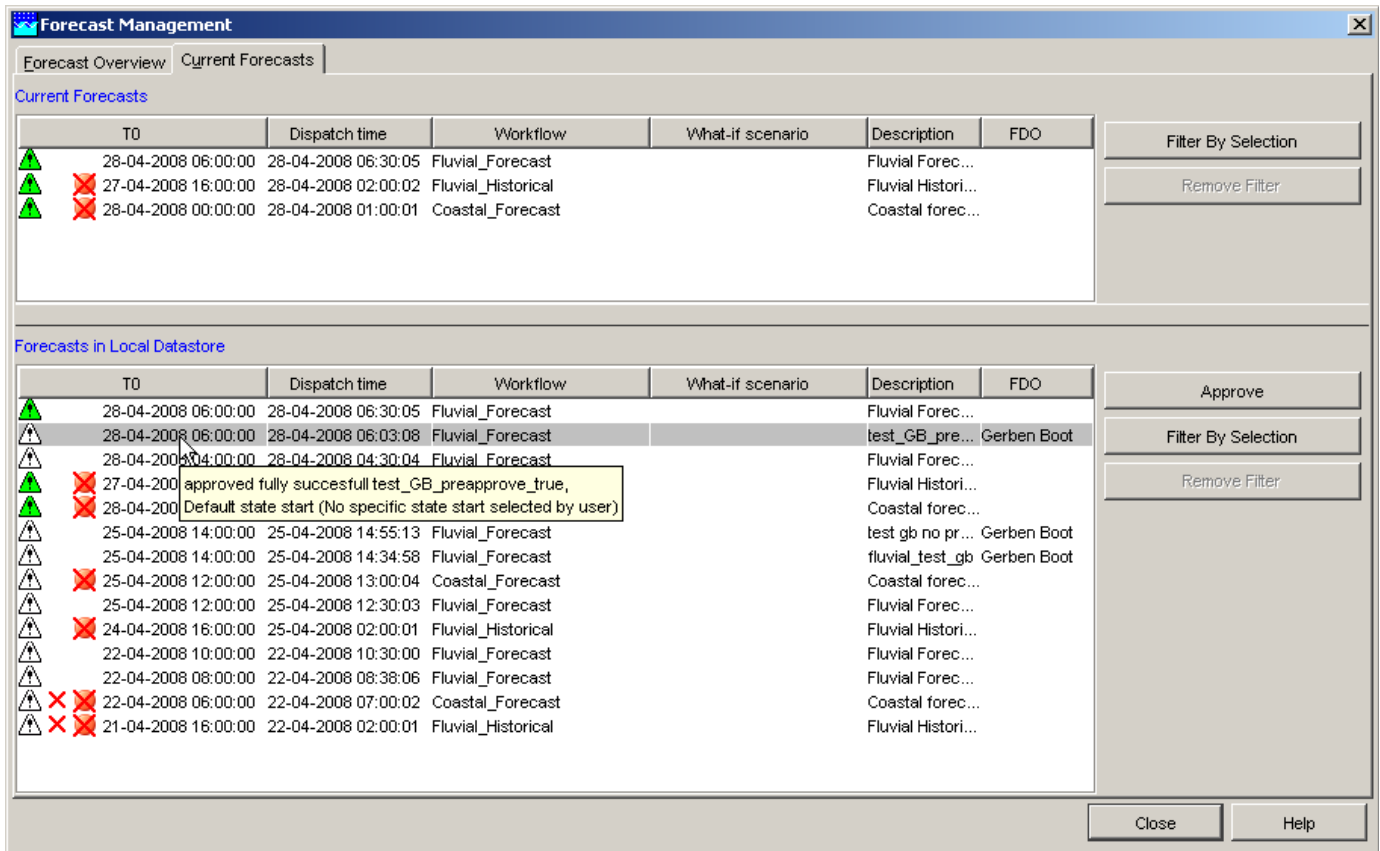 Forecast Management
Forecast Overview Current Forecasts
Current Forecasts
T0 Dispatch time Workflow What-if scenario Description FDO
28-04-2008 06:00:00 28-04-2008 06:30:05 Fluvial_Forecast Fluvial Forec...
27-04-2008 16:00:00 28-04-2008 02:00:02 Fluvial_Historical Fluvial Histori...
28-04-2008 00:00:00 28-04-2008 01:00:01 Coastal_Forecast Coastal forec...
Filter By Selection
Remove Filter
Forecasts in Local Datastore
T0 Dispatch time Workflow What-if scenario Description FDO
28-04-2008 06:00:00 28-04-2008 06:30:05 Fluvial_Forecast Fluvial Forec...
28-04-2008 06:00:00 28-04-2008 06:03:08 Fluvial_Forecast test_GB_pre... Gerben Boot
28-04-2008 04:00:00 28-04-2008 04:30:04 Fluvial_Forecast Fluvial Forec...
27-04-200 Fluvial Histori...
28-04-200 Coastal forec...
approved fully succesfull test_GB_preapprove_true,
Default state start (No specific state start selected by user)
25-04-2008 14:00:00 25-04-2008 14:55:13 Fluvial_Forecast test gb no pr... Gerben Boot
25-04-2008 14:00:00 25-04-2008 14:34:58 Fluvial_Forecast fluvial_test_gb Gerben Boot
25-04-2008 12:00:00 25-04-2008 13:00:04 Coastal_Forecast Coastal forec...
25-04-2008 12:00:00 25-04-2008 12:30:03 Fluvial_Forecast Fluvial Forec...
24-04-2008 16:00:00 25-04-2008 02:00:01 Fluvial_Historical Fluvial Histori...
22-04-2008 10:00:00 22-04-2008 10:30:00 Fluvial_Forecast Fluvial Forec...
22-04-2008 08:00:00 22-04-2008 08:38:06 Fluvial_Forecast Fluvial Forec...
22-04-2008 06:00:00 22-04-2008 07:00:02 Coastal_Forecast Coastal forec...
21-04-2008 16:00:00 22-04-2008 02:00:01 Fluvial_Historical Fluvial Histori...
Approve
Filter By Selection
Remove Filter
Close Help